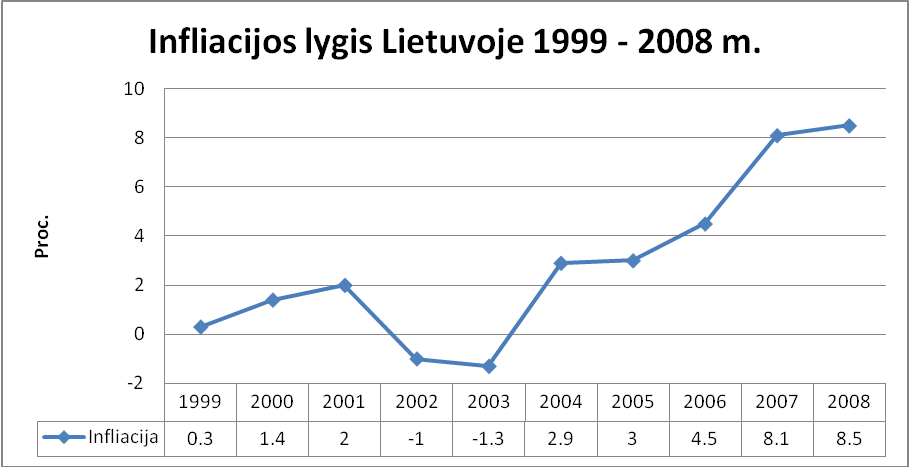 Infliacijos lygis Lietuvoje 1999 - 2008 m.
Proc.
10
8
6
4
2
0
-2
1999 2000 2001 2002 2003 2004 2005 2006 2007 2008
Infliacija 0.3 1.4 2 -1 -1.3 2.9 3 4.5 8.1 8.5